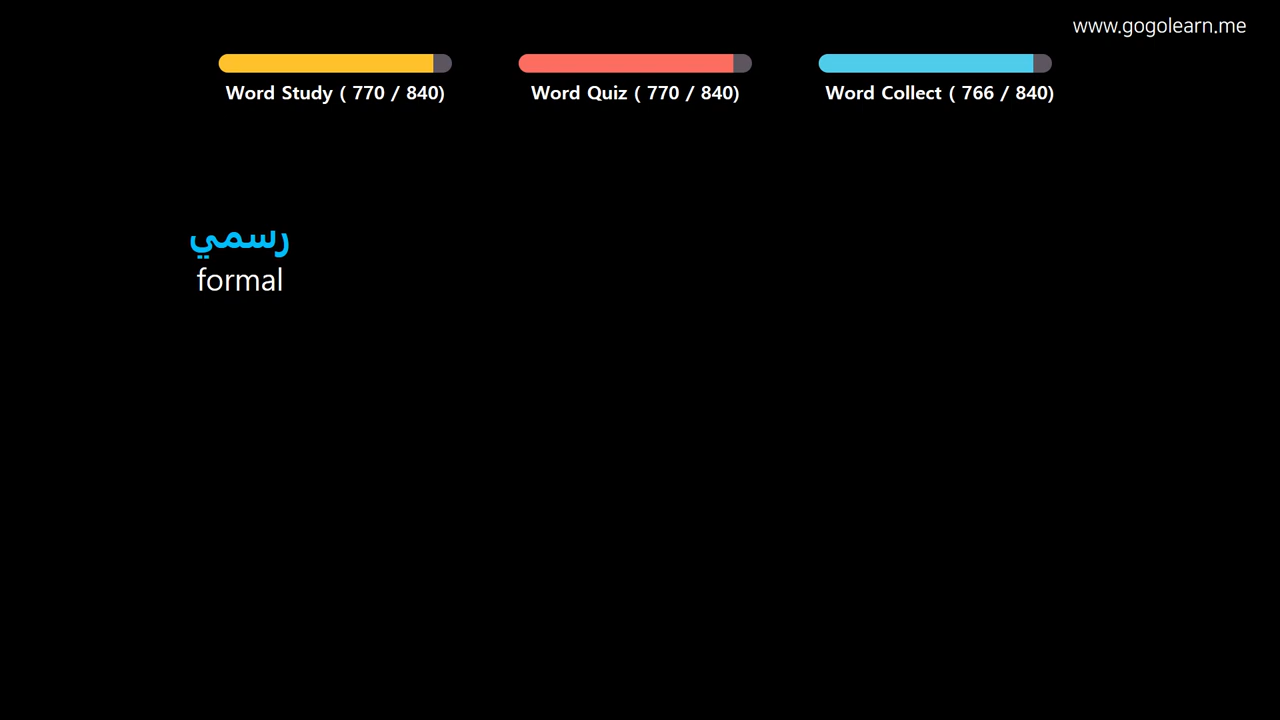 www.gogolearn.me
Word Study ( 770 / 840)
Word Quiz ( 770 / 840)
Word Collect ( 766 / 840)
رسمي
formal